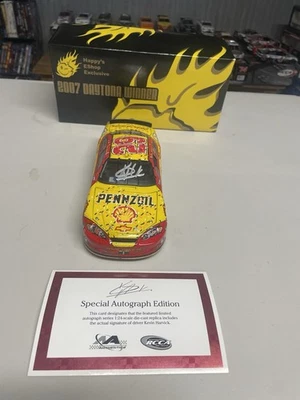 Happy's
EShop
Exclusive
2007 DAYTONA WINNER
PENNZOIL
Special Autograph Edition
This card designates that the featured limited
autograph series 1:24 scale die-cast replica includes
the actual signature of driver Kevin Harvick.
RCCA